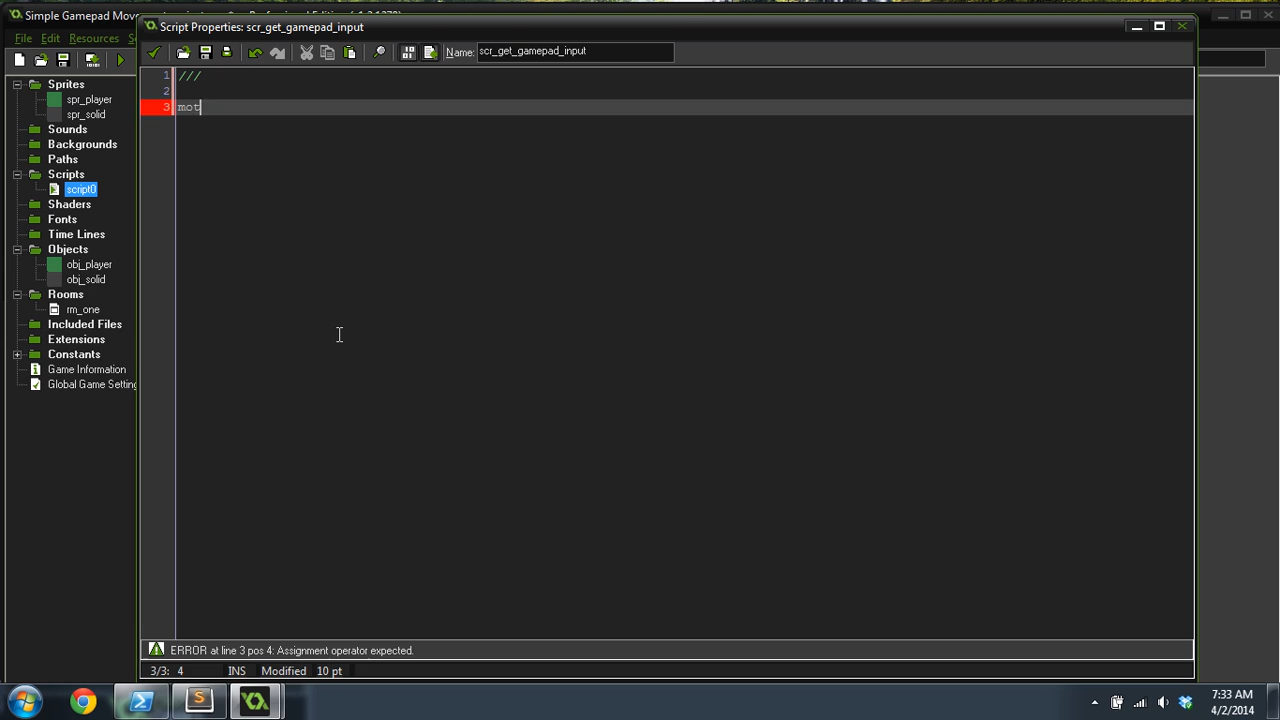 Simple Gamepad Move
Script Properties: scr_get_gamepad_input
File Edit Resources
Name: scr_get_gamepad_input
Sprites
spr_player
spr_solid
Sounds
Backgrounds
Paths
Scripts
script0
Shaders
Fonts
Time Lines
Objects
obj_player
obj_solid
Rooms
rm_one
Included Files
Extensions
Constants
Game Information
Global Game Setting
1 ///
2
3 mot
ERROR at line 3 pos 4: Assignment operator expected.
3/3: 4 INS Modified 10 pt
7:33 AM
4/2/2014